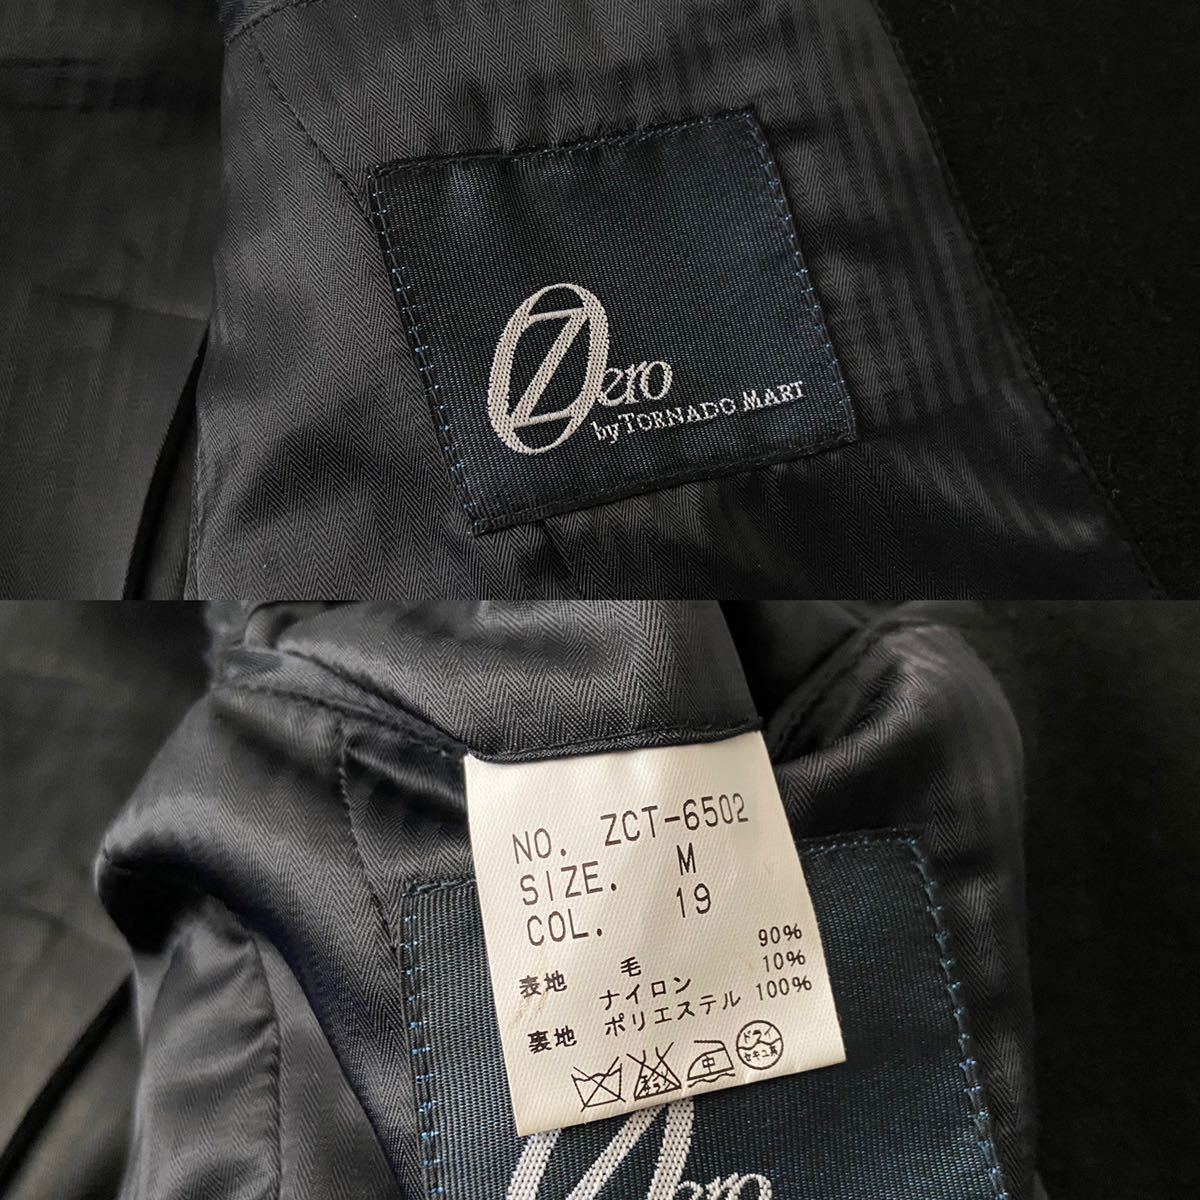 Zero
by TORNADO MART
NO. ZCT-6502
SIZE. M
COL. 19
表地 毛 90%
ナイロン 10%
裏地 ポリエステル 100%
中 ドライ
セキユ系
Zero